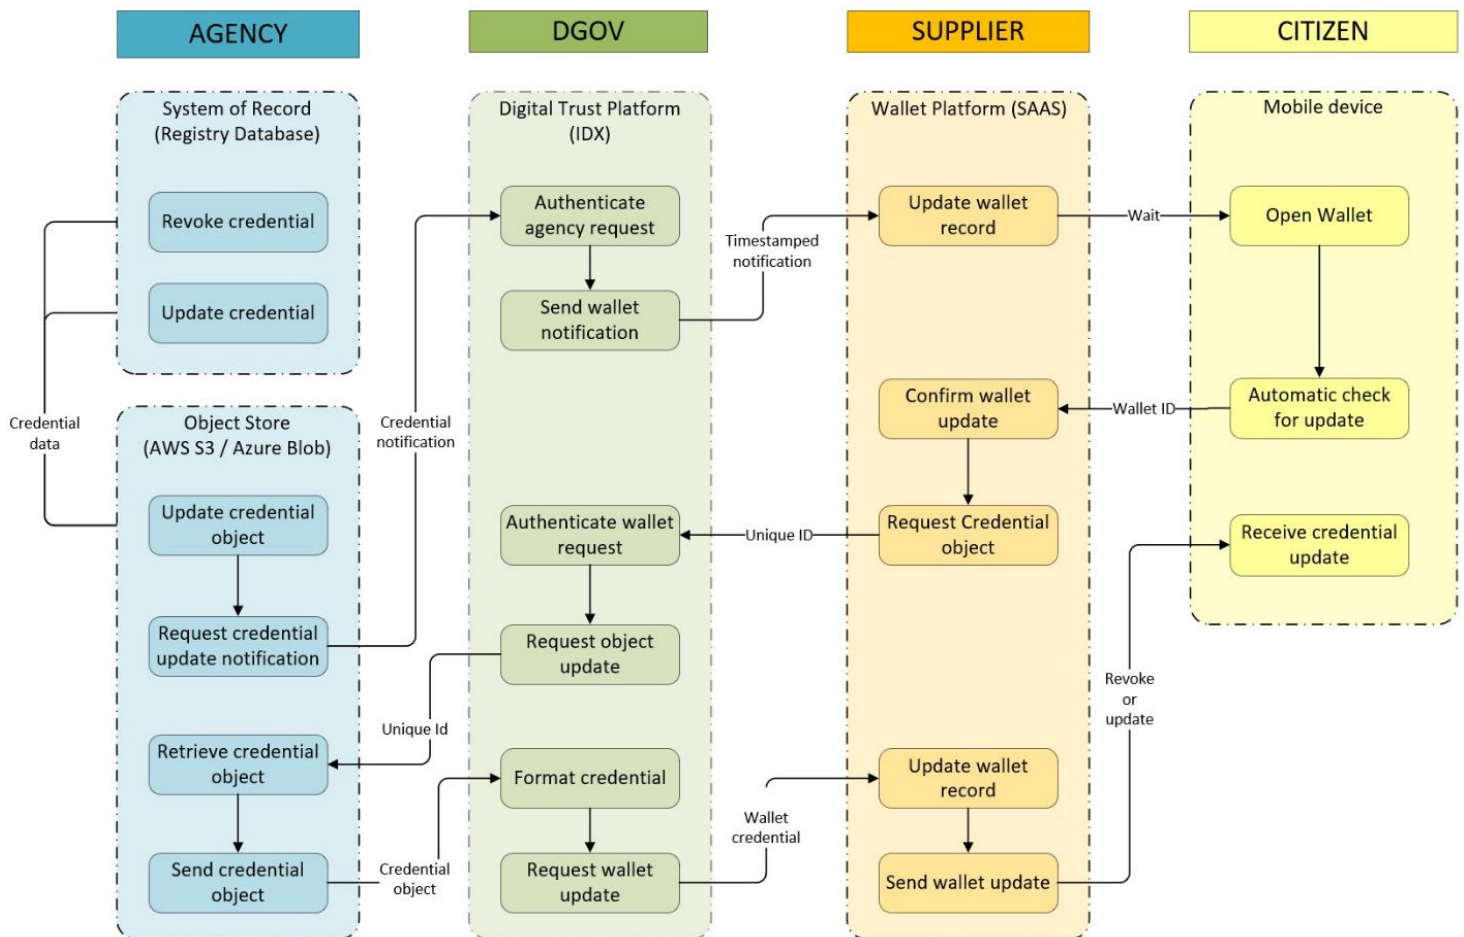 AGENCY
DGOV
SUPPLIER
CITIZEN
System of Record
(Registry Database)
Revoke credential
Update credential
Credential
data
Object Store
(AWS S3 / Azure Blob)
Update credential
object
Request credential
update notification
Retrieve credential
object
Send credential
object
Credential
notification
Unique Id
Credential
object
Digital Trust Platform
(IDX)
Authenticate
agency request
Send wallet
notification
Authenticate wallet
request
Request object
update
Format credential
Request wallet
update
Timestamped
notification
Unique ID
Wallet
credential
Wallet Platform (SAAS)
Update wallet
record
Confirm wallet
update
Request Credential
object
Update wallet
record
Send wallet update
Wait
Wallet ID
Revoke
or
update
Mobile device
Open Wallet
Automatic check
for update
Receive credential
update